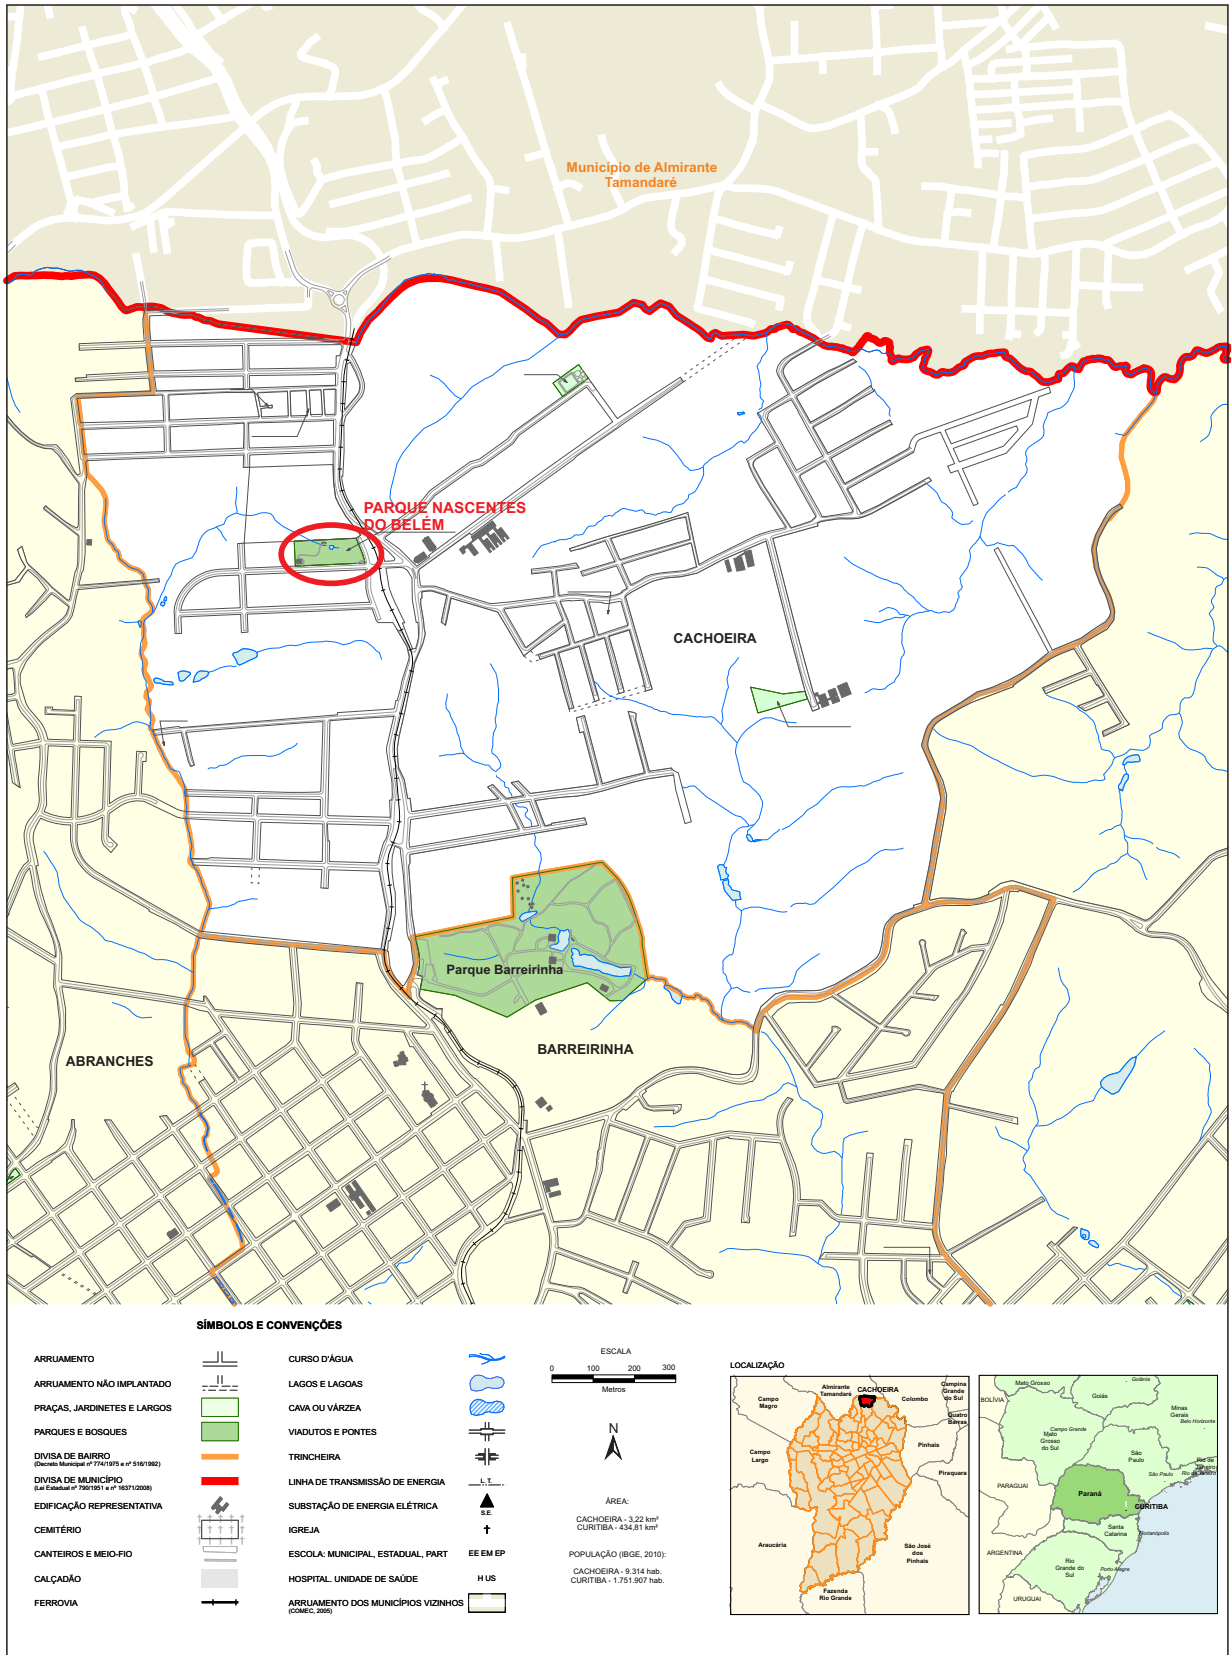 Municipio de Almirante
Tamandaré
PARQUE NASCENTES
DO BELÉM
CACHOEIRA
Parque Barreirinha
BARREIRINHA
ABRANCHES
SÍMBOLOS E CONVENÇÕES
ARRUAMENTO
ARRUAMENTO NÃO IMPLANTADO
PRAÇAS, JARDINETES E LARGOS
PARQUES E BOSQUES
DIVISA DE BAIRRO
(Decreto Municipal nº 774/1975 e nº 516/1992)
DIVISA DE MUNICÍPIO
(Lei Estadual nº 790/1951 e nº 16371/2008)
EDIFICAÇÃO REPRESENTATIVA
CEMITÉRIO
CANTEIROS E MEIO-FIO
CALÇADÃO
FERROVIA
CURSO D'ÁGUA
LAGOS E LAGOAS
CAVA OU VÁRZEA
VIADUTOS E PONTES
TRINCHEIRA
LINHA DE TRANSMISSÃO DE ENERGIA
L. T.
SUBSTAÇÃO DE ENERGIA ELÉTRICA
S.E.
IGREJA
ESCOLA: MUNICIPAL, ESTADUAL, PART
EE EM EP
HOSPITAL. UNIDADE DE SAÚDE
H US
ARRUAMENTO DOS MUNICÍPIOS VIZINHOS
(COMEC, 2005)
ESCALA
0 100 200 300
Metros
N
ÁREA:
CACHOEIRA - 3,22 km²
CURITIBA - 434,81 km²
POPULAÇÃO (IBGE, 2010):
CACHOEIRA - 9.314 hab.
CURITIBA - 1.751.907 hab.
LOCALIZAÇÃO
Almirante
Tamandaré
CACHOEIRA
Campo
Magro
Colombo
Campina
Grande
do Sul
Quatro
Barras
Pinhais
Campo
Largo
Piraquara
Araucária
São José
dos
Pinhais
Fazenda
Rio Grande
Mato Grosso
Goiânia
BOLÍVIA
Goiás
Minas
Gerais
Belo Horizonte
Campo Grande
Mato
Grosso
do Sul
São
Paulo
Rio de
Janeiro
São Paulo
Rio de Janeiro
PARAGUAI
Paraná
CURITIBA
Santa
Catarina
Florianópolis
ARGENTINA
Rio
Grande do
Sul
Porto Alegre
URUGUAI